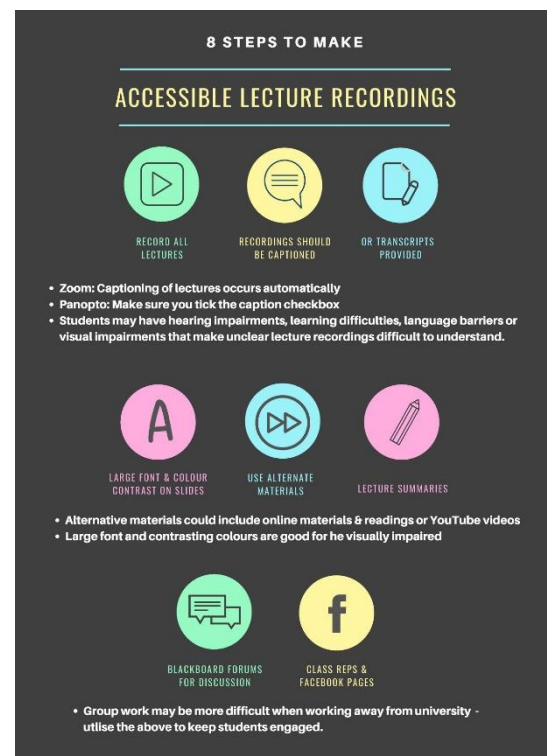 8 STEPS TO MAKE
ACCESSIBLE LECTURE RECORDINGS
RECORD ALL
LECTURES
RECORDINGS SHOULD
BE CAPTIONED
OR TRANSCRIPTS
PROVIDED
• Zoom: Captioning of lectures occurs automatically
• Panopto: Make sure you tick the caption checkbox
• Students may have hearing impairments, learning difficulties, language barriers or
visual impairments that make unclear lecture recordings difficult to understand.
A
LARGE FONT & COLOUR
CONTRAST ON SLIDES
USE ALTERNATE
MATERIALS
LECTURE SUMMARIES
• Alternative materials could include online materials & readings or YouTube videos
• Large font and contrasting colours are good for he visually impaired
f
BLACKBOARD FORUMS
FOR DISCUSSION
CLASS REPS &
FACEBOOK PAGES
• Group work may be more difficult when working away from university -
utlise the above to keep students engaged.